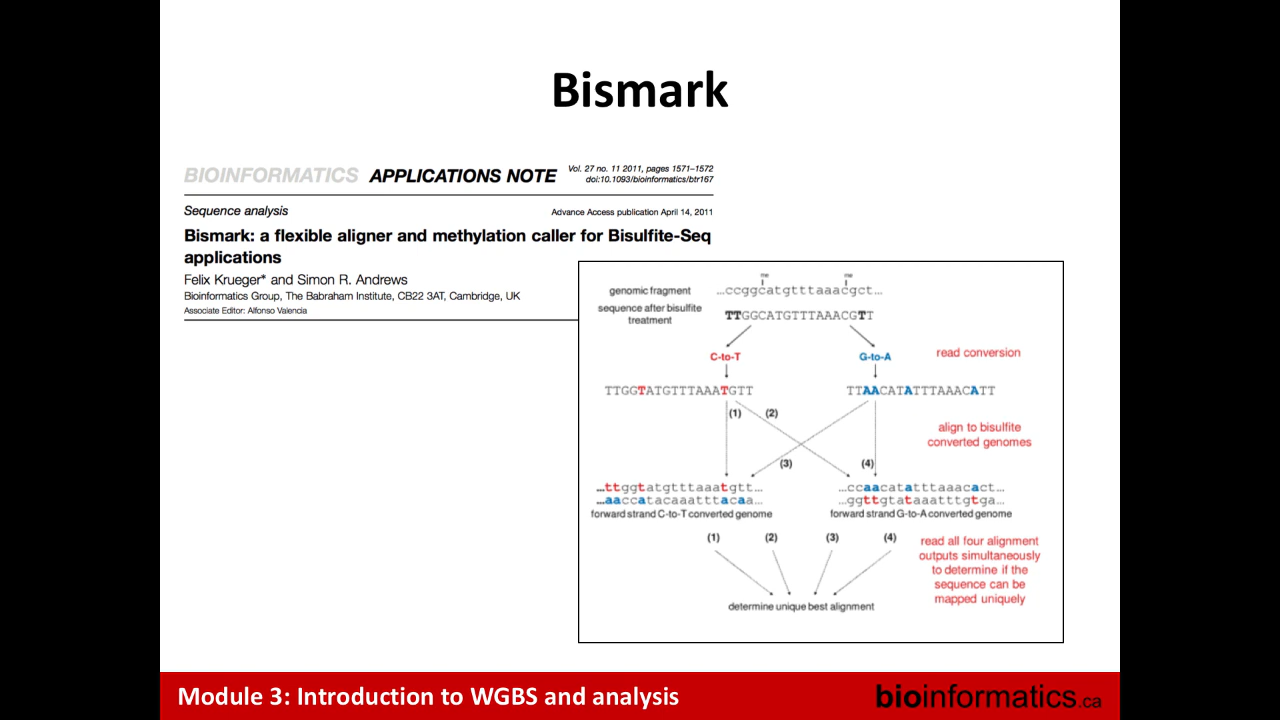 Bismark
BIOINFORMATICS APPLICATIONS NOTE
Vol. 27 no. 11 2011, pages 1571–1572
doi:10.1093/bioinformatics/btr167
Sequence analysis
Advance Access publication April 14, 2011
Bismark: a flexible aligner and methylation caller for Bisulfite-Seq
applications
Felix Krueger* and Simon R. Andrews
Bioinformatics Group, The Babraham Institute, CB22 3AT, Cambridge, UK
Associate Editor: Alfonso Valencia
me me
genomic fragment ...ccggcatgtttaaacgct...
sequence after bisulfite
treatment
TTGGCATGTTTAAACGTT
C-to-T G-to-A read conversion
TTGGTATGTTTAAATGTT TTAACATATTTAAACATT
(1) (2)
align to bisulfite
converted genomes
(3) (4)
...ttggtatgtttaaatgtt... ...ccaacatatttaaacact...
...aaccatacaaatttacaa... ...ggttgtataaatttgtga...
forward strand C-to-T converted genome forward strand G-to-A converted genome
(1) (2) (3) (4)
read all four alignment
outputs simultaneously
to determine if the
sequence can be
mapped uniquely
determine unique best alignment
Module 3: Introduction to WGBS and analysis
bioinformatics.ca